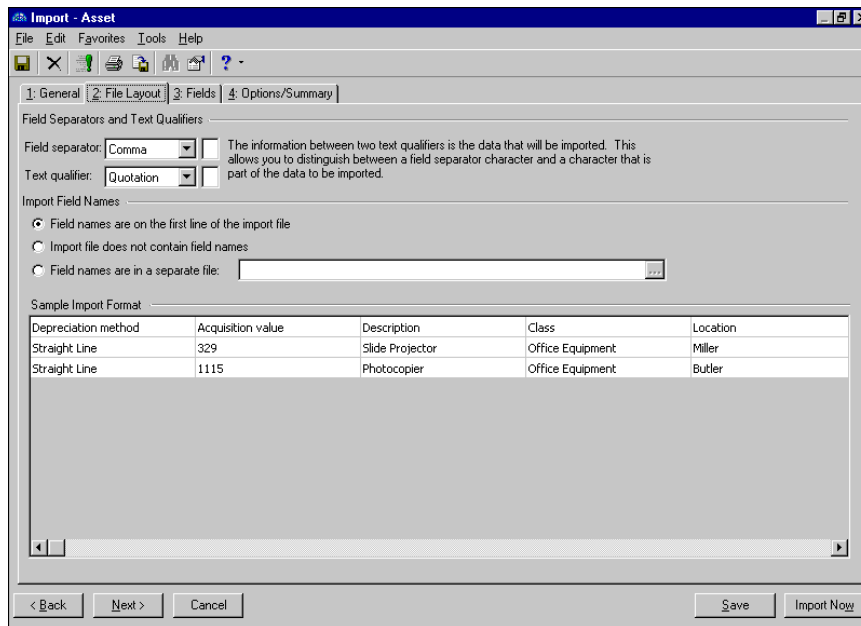 Import - Asset
File Edit Favorites Tools Help
1: General 2: File Layout 3: Fields 4: Options/Summary
Field Separators and Text Qualifiers
Field separator: Comma
The information between two text qualifiers is the data that will be imported. This
allows you to distinguish between a field separator character and a character that is
part of the data to be imported.
Text qualifier: Quotation
Import Field Names
Field names are on the first line of the import file
Import file does not contain field names
Field names are in a separate file: ...
Sample Import Format
Depreciation method Acquisition value Description Class Location
Straight Line 329 Slide Projector Office Equipment Miller
Straight Line 1115 Photocopier Office Equipment Butler
< Back Next > Cancel Save Import Now